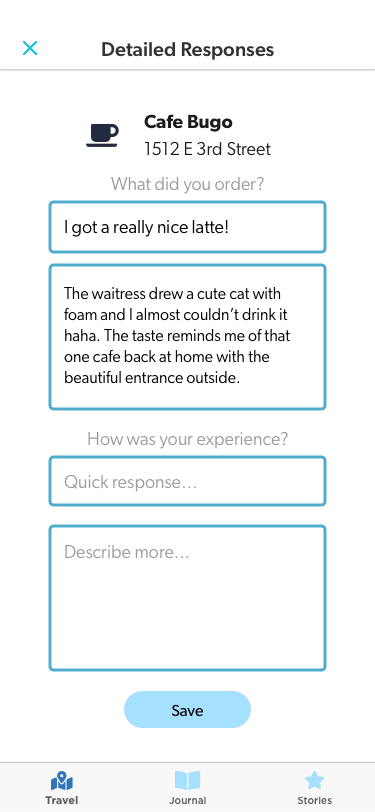 Detailed Responses
Cafe Bugo
1512 E 3rd Street
What did you order?
I got a really nice latte!
The waitress drew a cute cat with
foam and I almost couldn't drink it
haha. The taste reminds me of that
one cafe back at home with the
beautiful entrance outside.
How was your experience?
Quick response...
Describe more...
Save
Travel
Journal
Stories